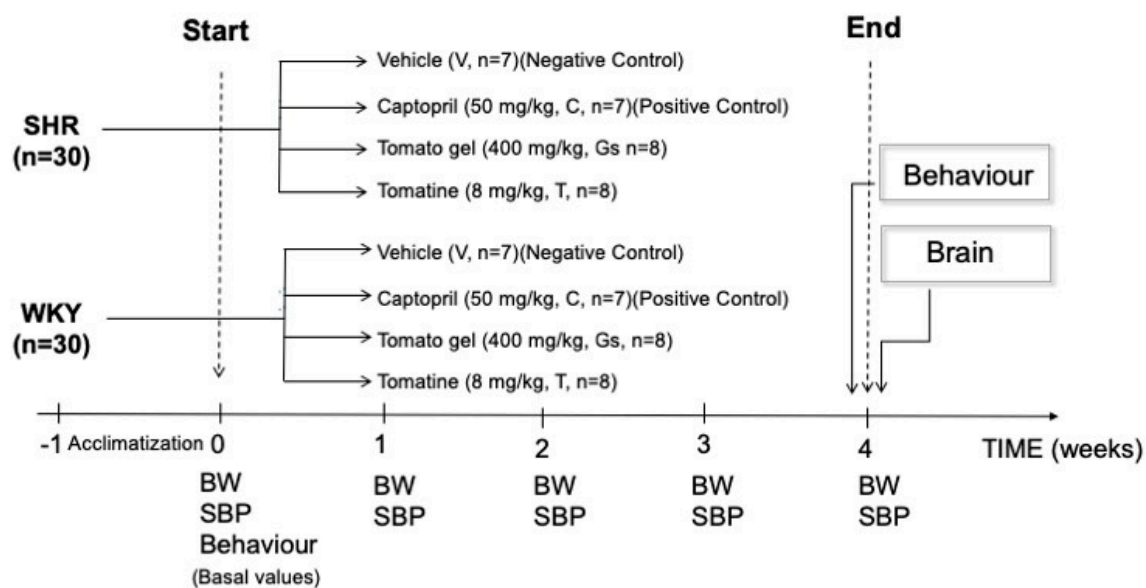 Start
End
SHR
(n=30)
Vehicle (V, n=7)(Negative Control)
Captopril (50 mg/kg, C, n=7)(Positive Control)
Tomato gel (400 mg/kg, Gs n=8)
Tomatine (8 mg/kg, T, n=8)
Behaviour
Brain
WKY
(n=30)
Vehicle (V, n=7)(Negative Control)
Captopril (50 mg/kg, C, n=7)(Positive Control)
Tomato gel (400 mg/kg, Gs, n=8)
Tomatine (8 mg/kg, T, n=8)
-1 Acclimatization 0 1 2 3 4 TIME (weeks)
BW BW BW BW BW
SBP SBP SBP SBP SBP
Behaviour
(Basal values)